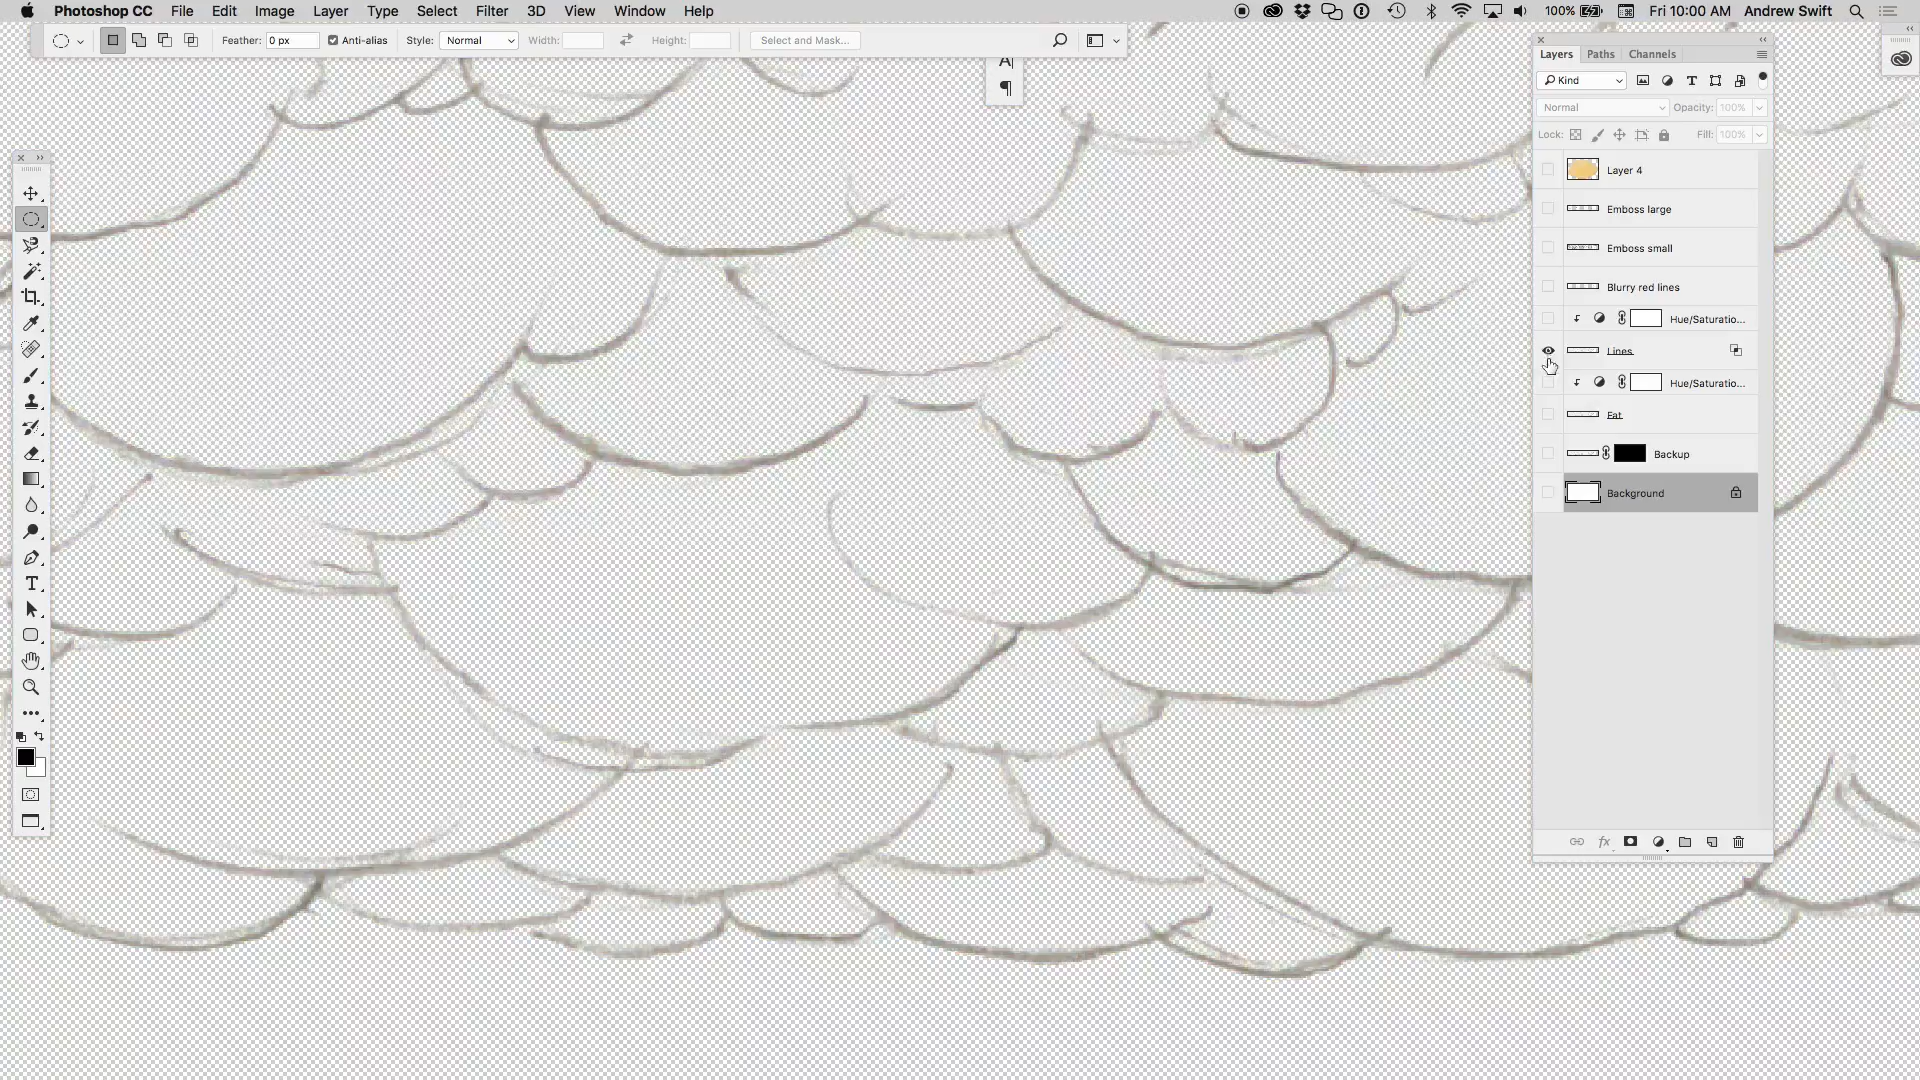 Photoshop CC File Edit Image Layer Type Select Filter 3D View Window Help 100% Fri 10:00 AM Andrew Swift
Feather: 0 px Anti-alias Style: Normal Width: Height: Select and Mask...
A
¶
Layers Paths Channels
Kind T
Normal Opacity: 100%
Lock: Fill: 100%
Layer 4
Emboss large
Emboss small
Blurry red lines
Hue/Saturatio...
Lines
Hue/Saturatio...
Fat
Backup
Background
T
fx